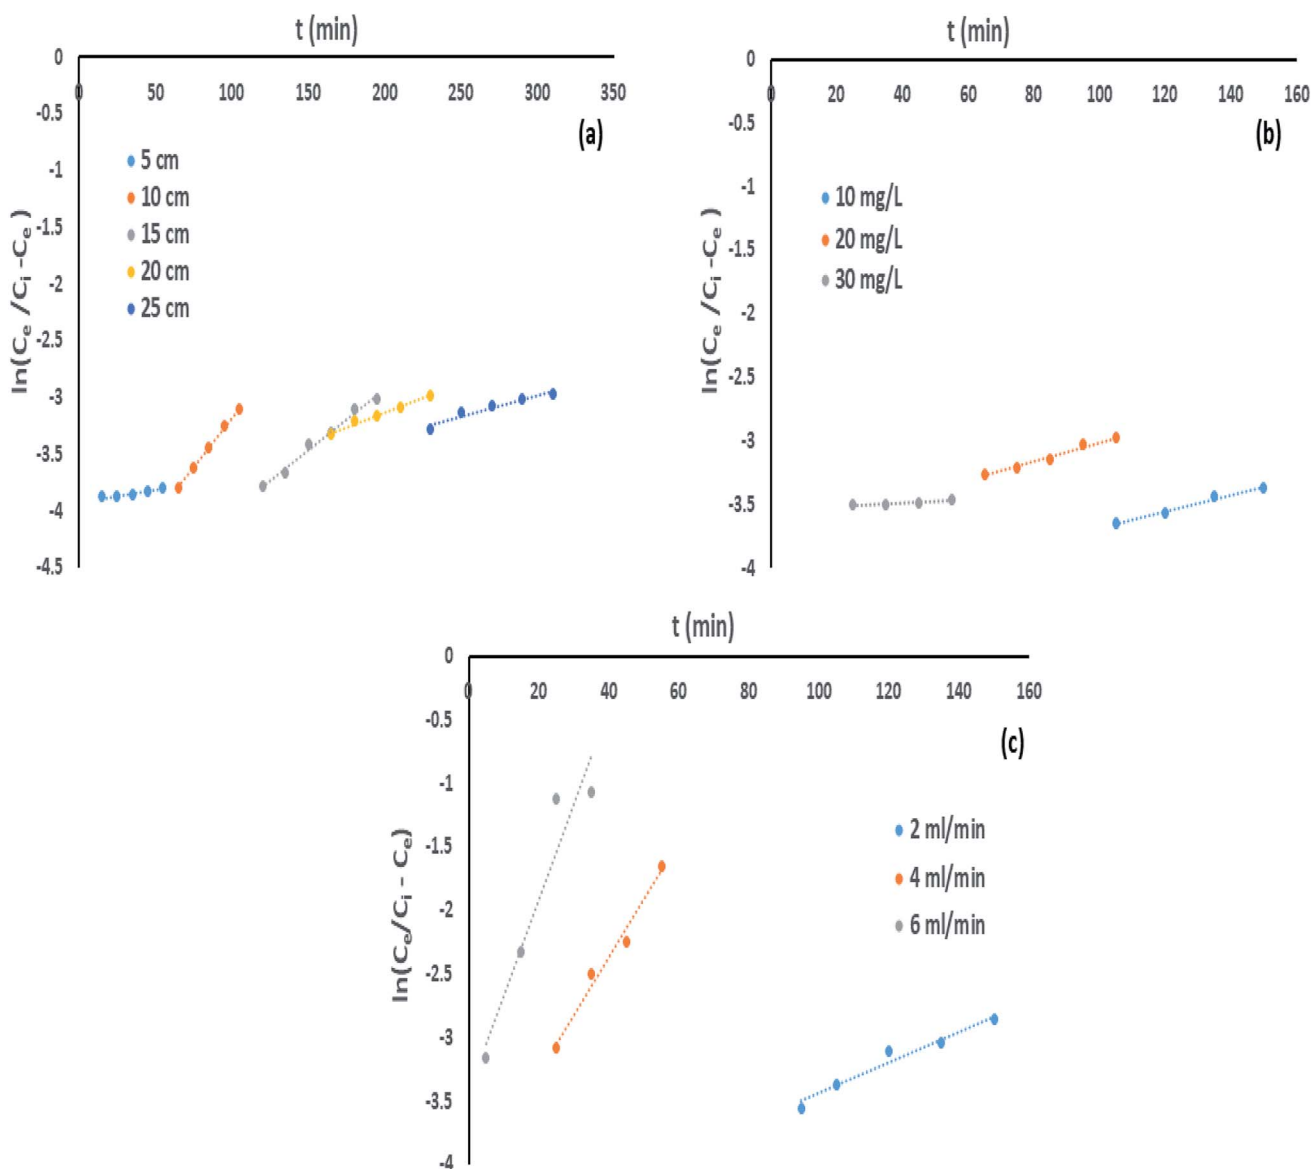 t (min)
0
0 50 100 150 200 250 300 350
-0.5
-1
-1.5
-2
-2.5
-3
-3.5
-4
-4.5
ln(Ce /Ci -Ce )
(a)
5 cm
10 cm
15 cm
20 cm
25 cm
t (min)
0
0 20 40 60 80 100 120 140 160
-0.5
-1
-1.5
-2
-2.5
-3
-3.5
-4
ln(Ce /Ci -Ce )
(b)
10 mg/L
20 mg/L
30 mg/L
t (min)
0
0 20 40 60 80 100 120 140 160
-0.5
-1
-1.5
-2
-2.5
-3
-3.5
-4
ln(Ce/Ci - Ce)
(c)
2 ml/min
4 ml/min
6 ml/min